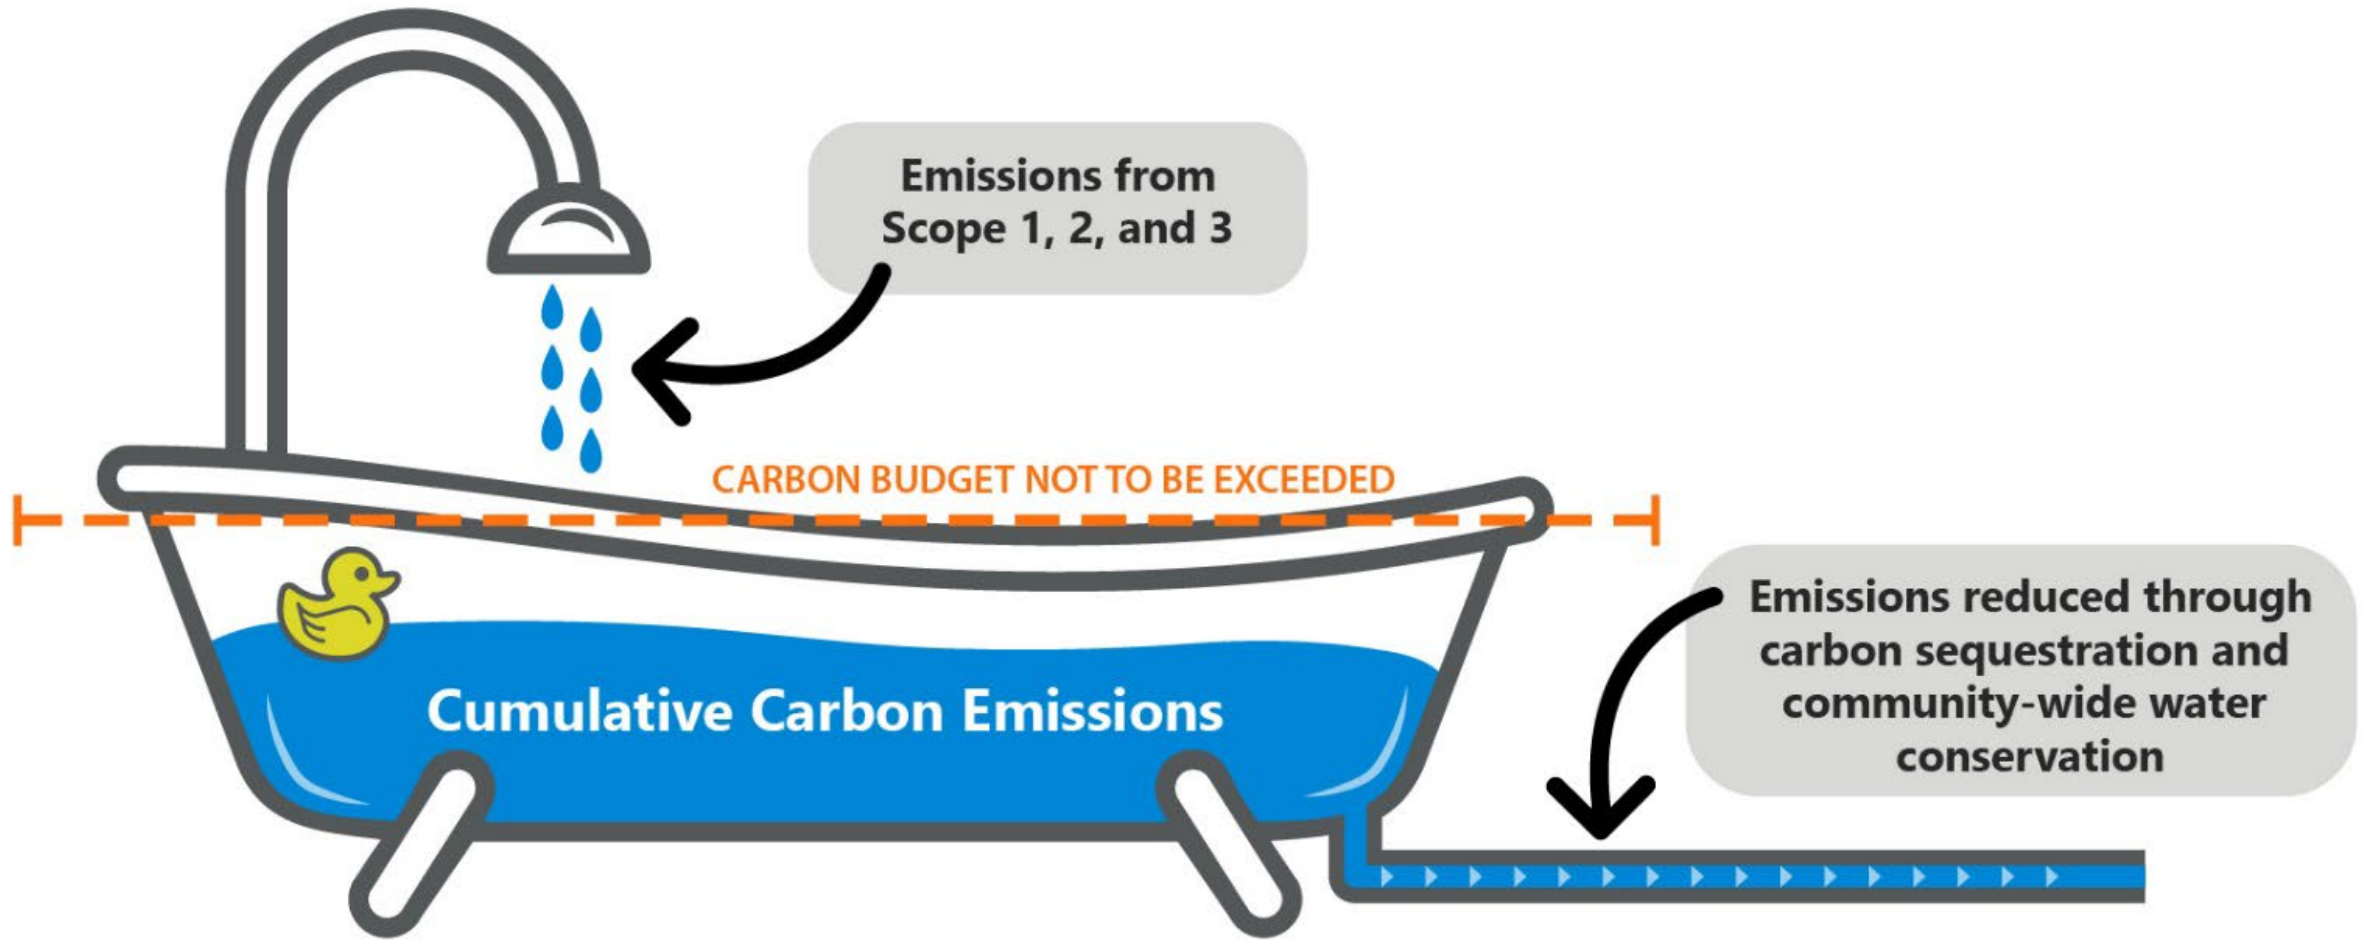 Emissions from
Scope 1, 2, and 3
CARBON BUDGET NOT TO BE EXCEEDED
Emissions reduced through
carbon sequestration and
community-wide water
conservation
Cumulative Carbon Emissions